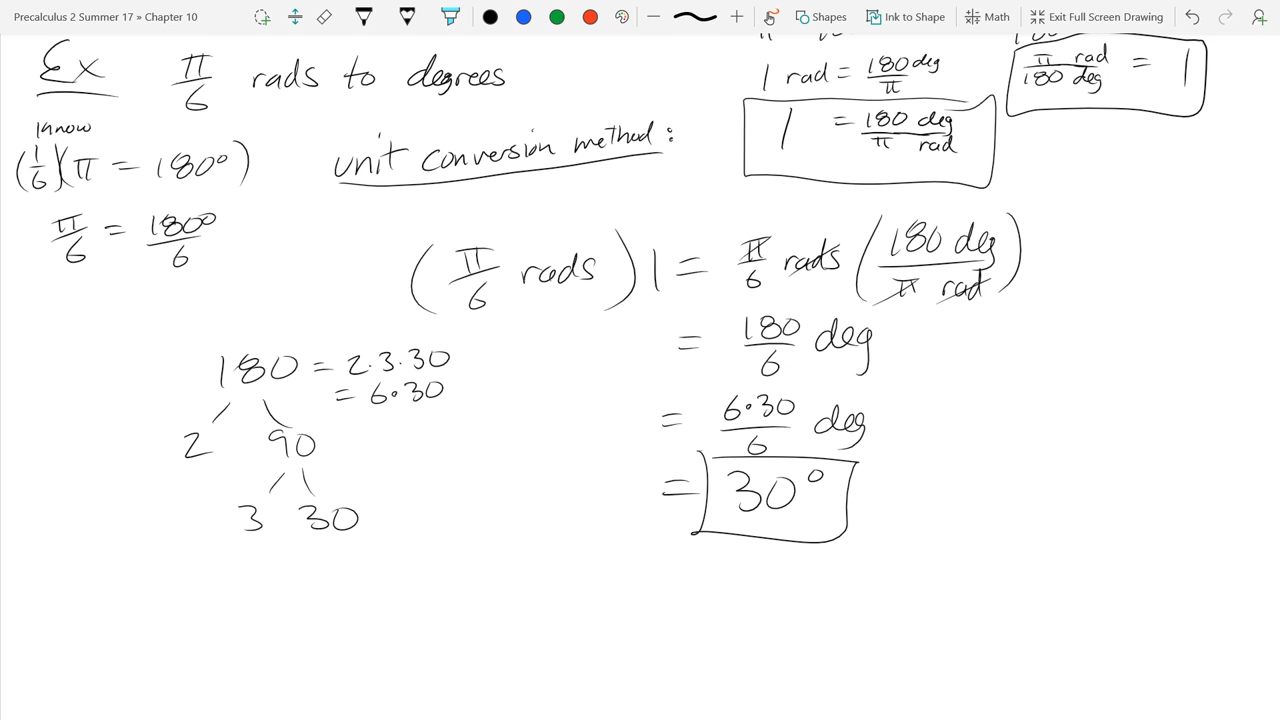 Precalculus 2 Summer 17 » Chapter 10
Shapes
Ink to Shape
Math
Exit Full Screen Drawing
Ex π/6 rads to degrees
I know
(1/6)(π = 180°)
π/6 = 180°/6
unit conversion method:
1 rad = 180 deg/π
1 = 180 deg/π rad
π rad/180 deg = 1
(π/6 rads) 1 = π/6 rads (180 deg/π rad)
= 180/6 deg
= 6·30/6 deg
= 30°
180 = 2·3·30
= 6·30
2 90
3 30